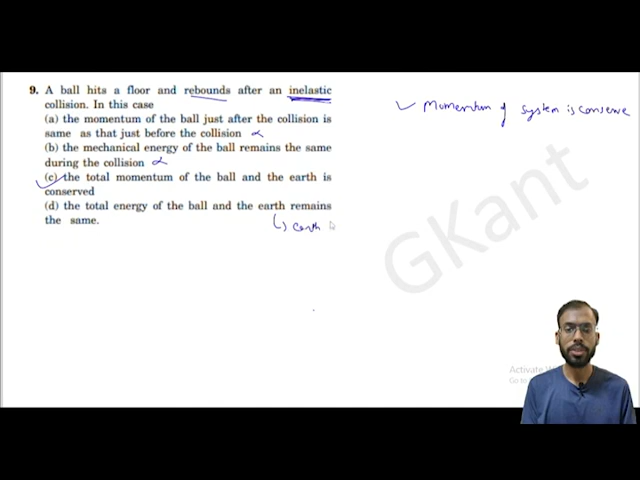 9. A ball hits a floor and rebounds after an inelastic
collision. In this case
(a) the momentum of the ball just after the collision is
same as that just before the collision
(b) the mechanical energy of the ball remains the same
during the collision
(c) the total momentum of the ball and the earth is
conserved
(d) the total energy of the ball and the earth remains
the same.
earth
Momentum of system is conserve
GKant
Activate
Go to